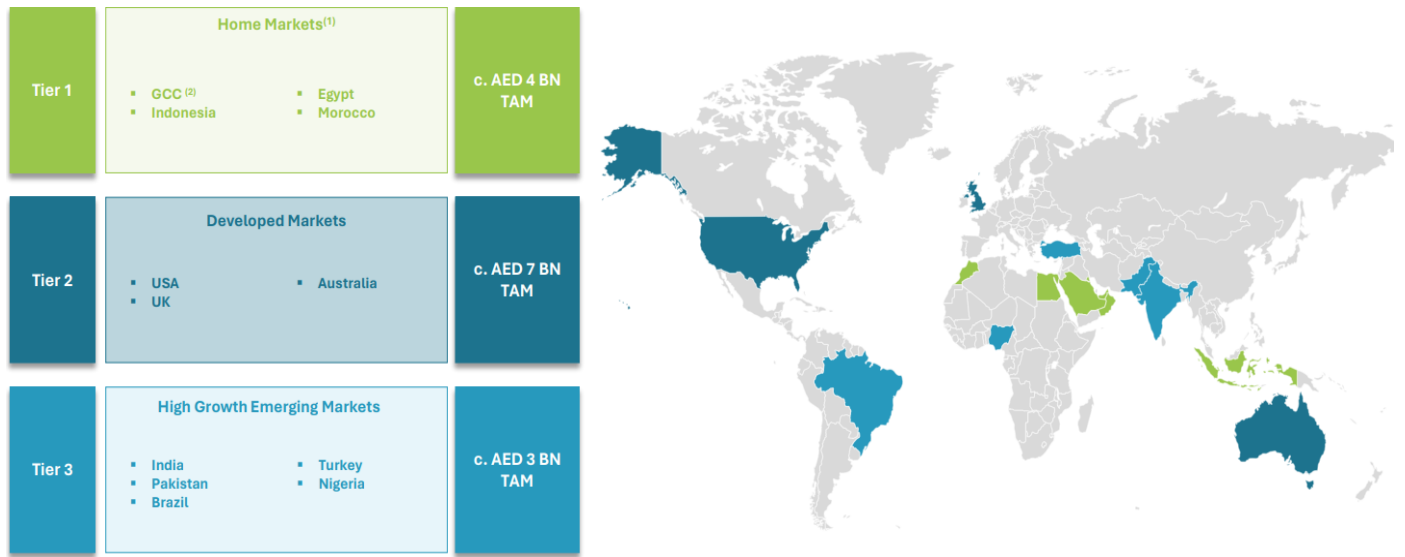 Home Markets(1)
Tier 1
▪ GCC (2)
▪ Indonesia
▪ Egypt
▪ Morocco
c. AED 4 BN
TAM
Developed Markets
Tier 2
▪ USA
▪ UK
▪ Australia
c. AED 7 BN
TAM
High Growth Emerging Markets
Tier 3
▪ India
▪ Pakistan
▪ Brazil
▪ Turkey
▪ Nigeria
c. AED 3 BN
TAM